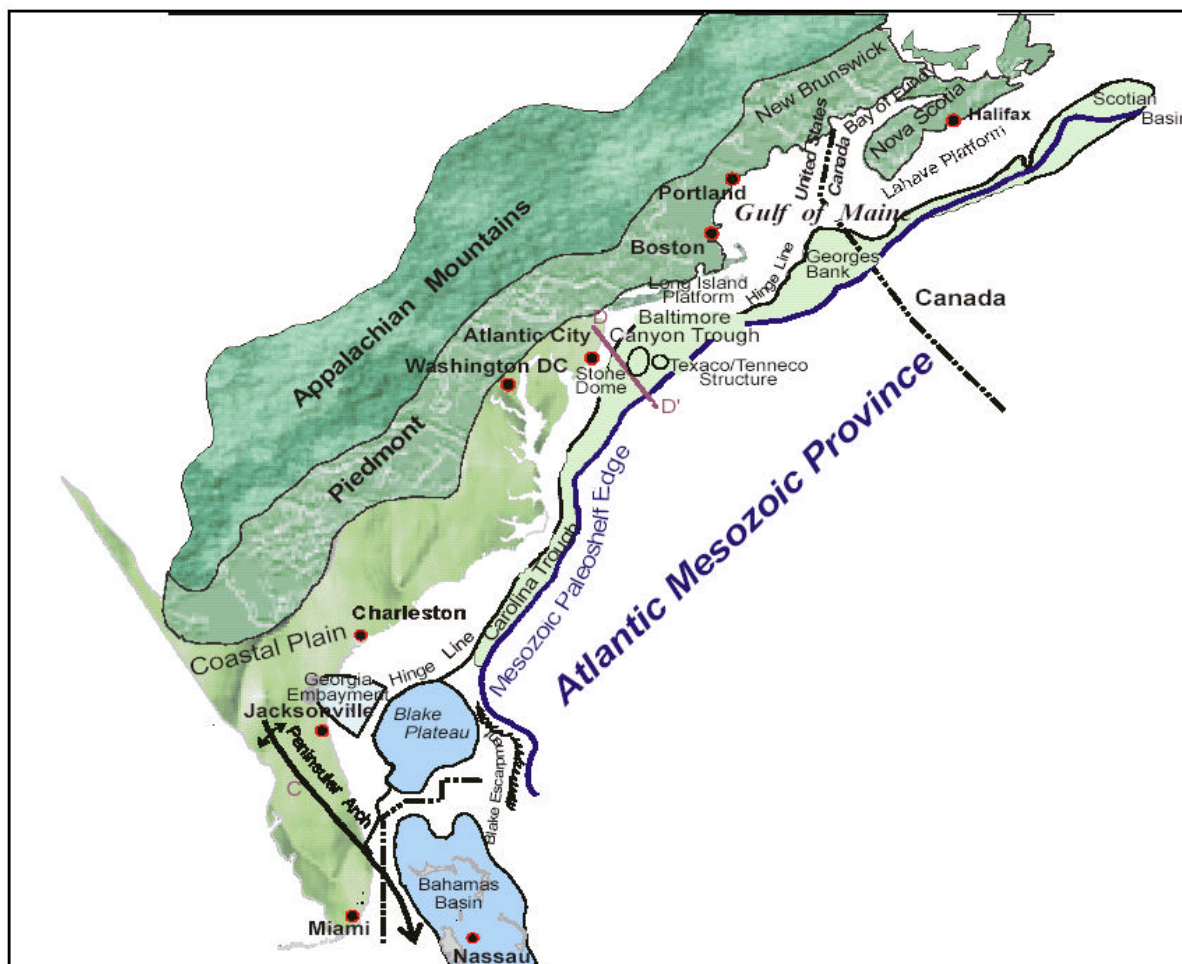 New Brunswick
Bay of Fundy
Nova Scotia
Halifax
Scotian
Basin
Lahave Platform
United States
Canada
Portland
Gulf of Maine
Boston
Georges
Bank
Hinge Line
Canada
Long Island
Platform
Appalachian Mountains
D
Baltimore
Canyon Trough
Atlantic City
Washington DC
Stone
Dome
Texaco/Tenneco
Structure
D'
Piedmont
Atlantic Mesozoic Province
Mesozoic Paleoshelf Edge
Carolina Trough
Charleston
Coastal Plain
Hinge Line
Georgia
Embayment
Jacksonville
Blake
Plateau
Peninsular Arch
C
Blake Escarpment
Bahamas
Basin
Miami
Nassau